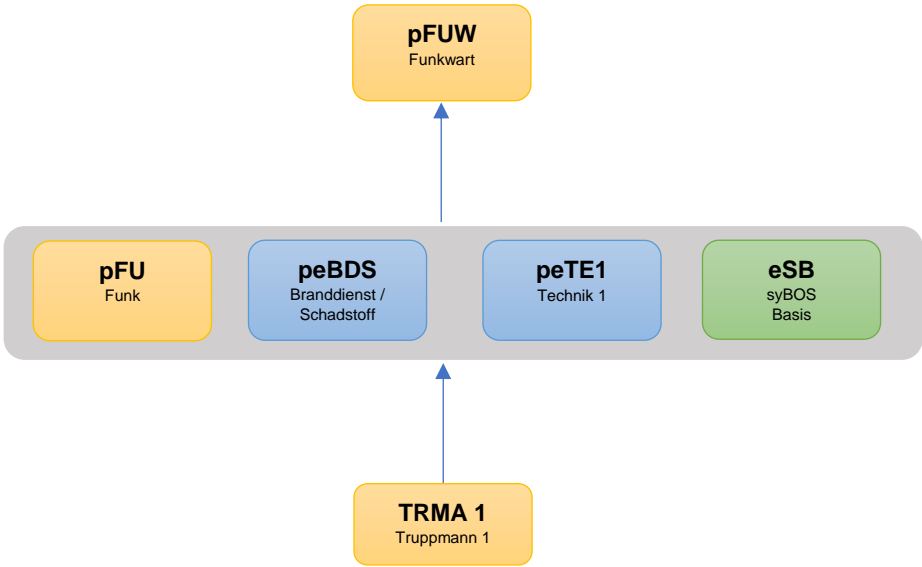 pFUW
Funkwart
pFU
Funk
peBDS
Branddienst /
Schadstoff
peTE1
Technik 1
eSB
syBOS
Basis
TRMA 1
Truppmann 1